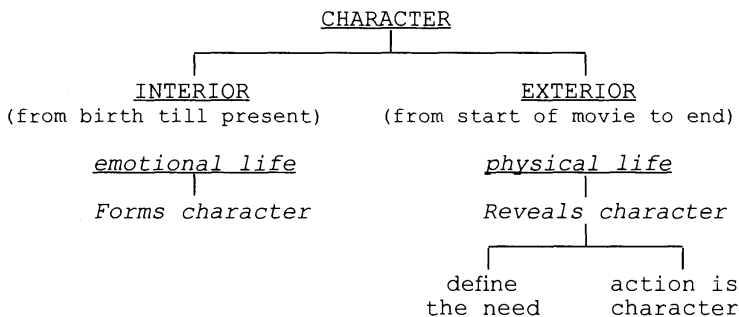 CHARACTER
INTERIOR
(from birth till present)
emotional life
Forms character
EXTERIOR
(from start of movie to end)
physical life
Reveals character
define
the need
action is
character